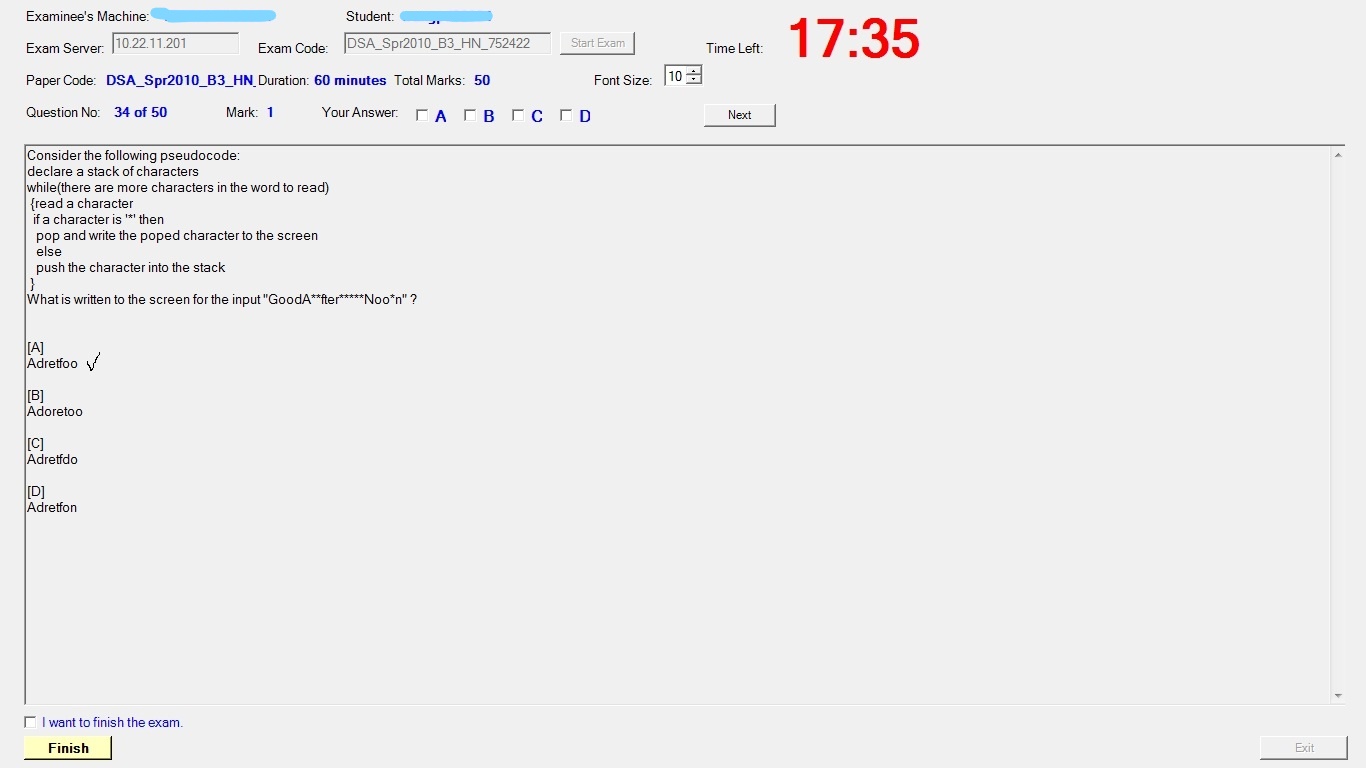 Examinee's Machine: Student:
Exam Server: 10.22.11.201 Exam Code: DSA_Spr2010_B3_HN_752422 Start Exam Time Left: 17:35
Paper Code: DSA_Spr2010_B3_HN_ Duration: 60 minutes Total Marks: 50 Font Size: 10
Question No: 34 of 50 Mark: 1 Your Answer: A B C D Next
Consider the following pseudocode:
declare a stack of characters
while(there are more characters in the word to read)
{read a character
if a character is '*' then
pop and write the poped character to the screen
else
push the character into the stack
}
What is written to the screen for the input "GoodA**fter*****Noo*n" ?
[A]
Adretfoo
[B]
Adoretoo
[C]
Adretfdo
[D]
Adretfon
I want to finish the exam.
Finish Exit